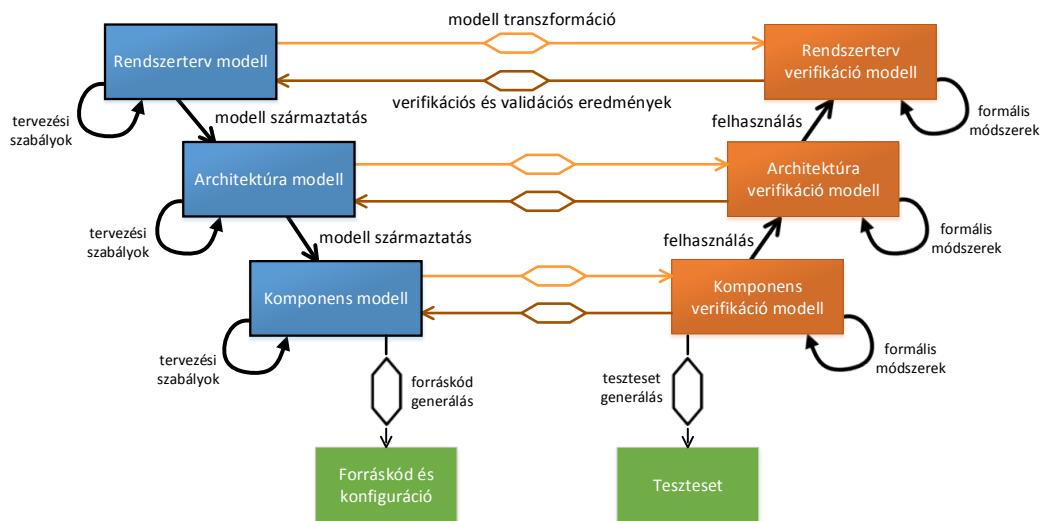 modell transzformáció
Rendszerterv modell
Rendszerterv
verifikáció modell
verifikációs és validációs eredmények
tervezési
szabályok
modell származtatás
felhasználás
formális
módszerek
Architektúra modell
Architektúra
verifikáció modell
tervezési
szabályok
modell származtatás
felhasználás
formális
módszerek
Komponens modell
Komponens
verifikáció modell
tervezési
szabályok
forráskód
generálás
teszteset
generálás
formális
módszerek
Forráskód és
konfiguráció
Teszteset